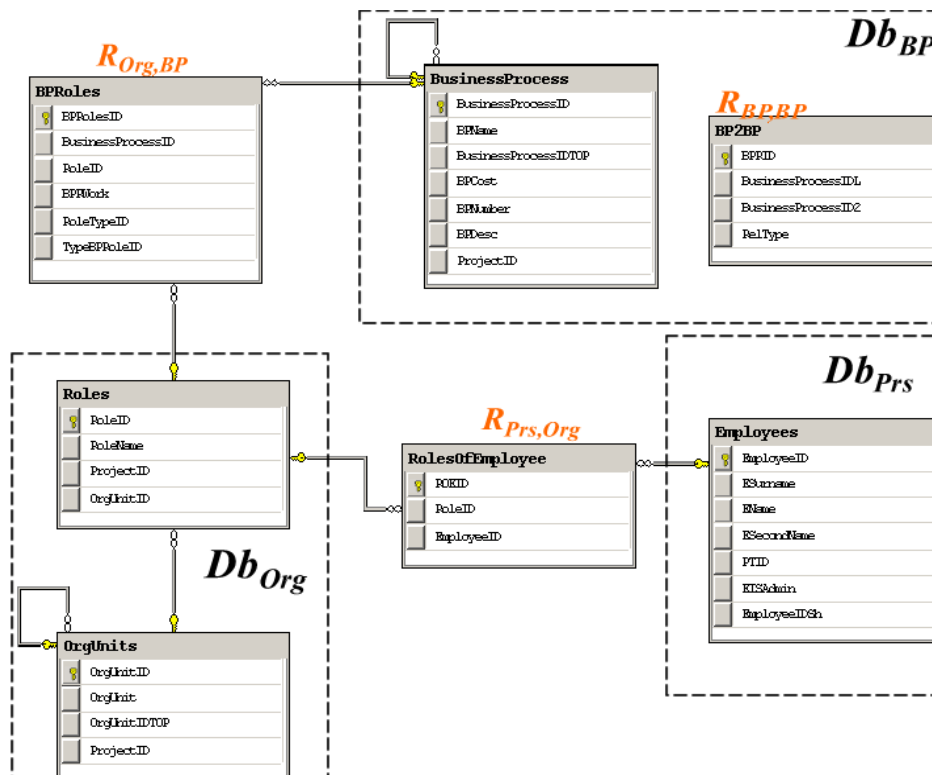 Db_BP
R_Org,BP
BPRoles
BPRolesID
BusinessProcessID
RoleID
BPRWork
RoleTypeID
TypeBPRoleID
BusinessProcess
BusinessProcessID
BPName
BusinessProcessIDTOP
BPCost
BPNumber
BPDesc
ProjectID
R_BP,BP
BP2BP
BPRID
BusinessProcessID1
BusinessProcessID2
RelType
Db_Org
Roles
RoleID
RoleName
ProjectID
OrgUnitID
R_Prs,Org
RolesOfEmployee
ROEID
RoleID
EmployeeID
Db_Prs
Employees
EmployeeID
ESurname
EName
ESecondName
PTID
EISAdmin
EmployeeIDSh
OrgUnits
OrgUnitID
OrgUnit
OrgUnitIDTOP
ProjectID